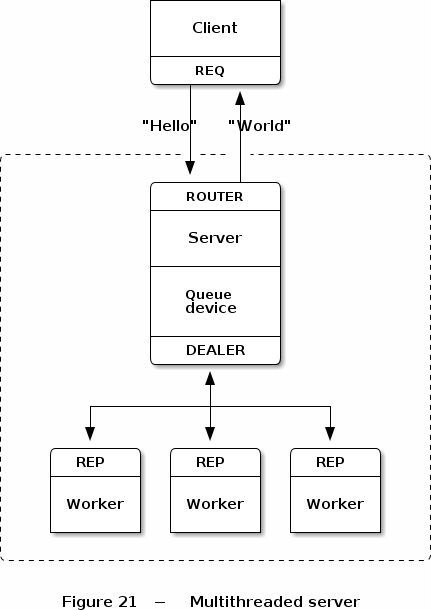 Client
REQ
"Hello" "World"
ROUTER
Server
Queue
device
DEALER
REP REP REP
Worker Worker Worker
Figure 21 – Multithreaded server